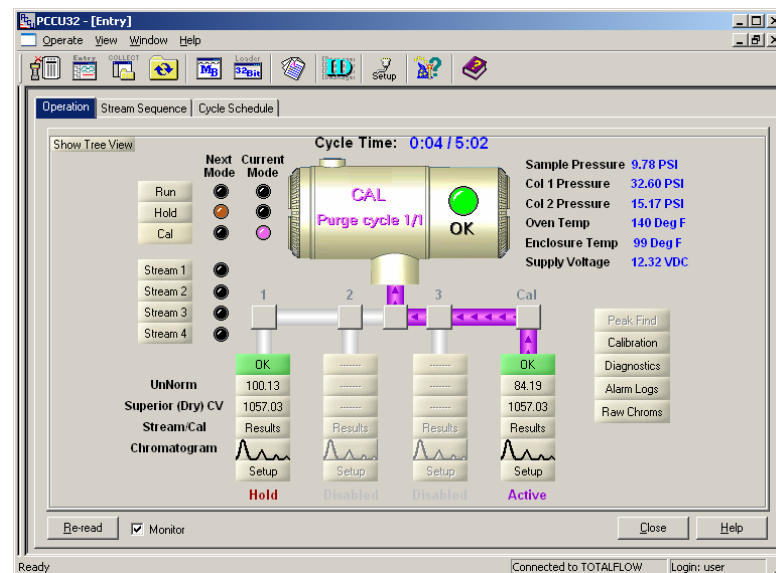 PCCU32 - [Entry]
Operate View Window Help
Entry COLLECT Loader
MB 32Bit ED Setup
Operation Stream Sequence Cycle Schedule
Show Tree View
Cycle Time: 0:04 / 5:02
Next Mode Current Mode
Run
Hold
Cal
Stream 1
Stream 2
Stream 3
Stream 4
CAL
Purge cycle 1/1
OK
Sample Pressure 9.78 PSI
Col 1 Pressure 32.60 PSI
Col 2 Pressure 15.17 PSI
Oven Temp 140 Deg F
Enclosure Temp 99 Deg F
Supply Voltage 12.32 VDC
1 2 3 Cal
OK ------- ------- OK
UnNorm 100.13 ------- ------- 84.19
Superior (Dry) CV 1057.03 ------- ------- 1057.03
Stream/Cal Results Results Results Results
Chromatogram
Setup Setup Setup Setup
Hold Disabled Disabled Active
Peak Find
Calibration
Diagnostics
Alarm Logs
Raw Chroms
Re-read Monitor Close Help
Ready Connected to TOTALFLOW Login: user